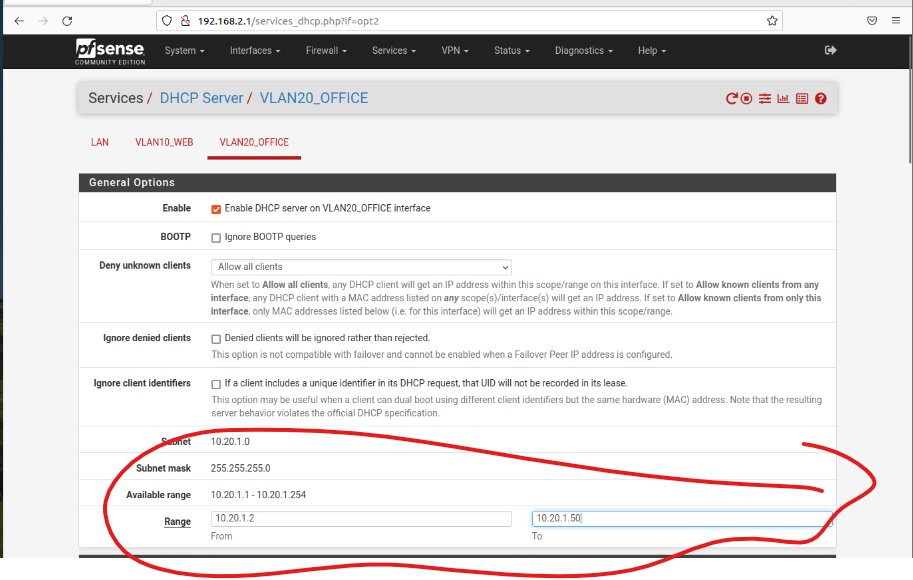 192.168.2.1/services_dhcp.php?if=opt2
pfsense
COMMUNITY EDITION
System
Interfaces
Firewall
Services
VPN
Status
Diagnostics
Help
Services / DHCP Server / VLAN20_OFFICE
LAN
VLAN10_WEB
VLAN20_OFFICE
General Options
Enable
Enable DHCP server on VLAN20_OFFICE interface
BOOTP
Ignore BOOTP queries
Deny unknown clients
Allow all clients
When set to Allow all clients, any DHCP client will get an IP address within this scope/range on this interface. If set to Allow known clients from any
interface, any DHCP client with a MAC address listed on any scope(s)/interface(s) will get an IP address. If set to Allow known clients from only this
interface, only MAC addresses listed below (i.e. for this interface) will get an IP address within this scope/range.
Ignore denied clients
Denied clients will be ignored rather than rejected.
This option is not compatible with failover and cannot be enabled when a Failover Peer IP address is configured.
Ignore client identifiers
If a client includes a unique identifier in its DHCP request, that UID will not be recorded in its lease.
This option may be useful when a client can dual boot using different client identifiers but the same hardware (MAC) address. Note that the resulting
server behavior violates the official DHCP specification.
Subnet
10.20.1.0
Subnet mask
255.255.255.0
Available range
10.20.1.1 - 10.20.1.254
Range
10.20.1.2
10.20.1.50
From
To